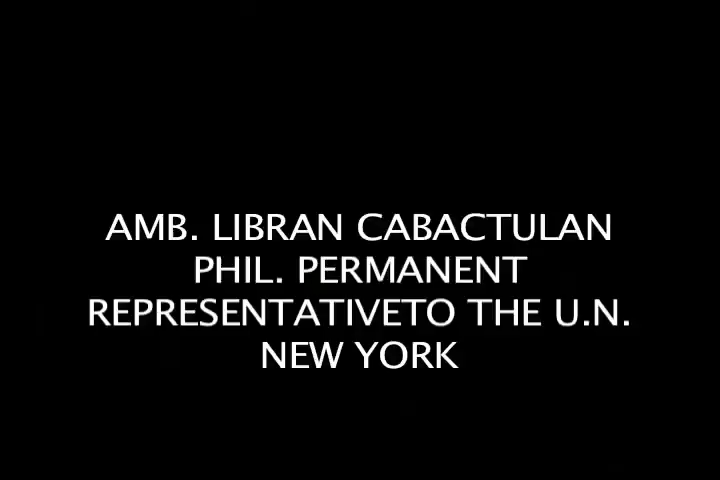 AMB. LIBRAN CABACTULAN
PHIL. PERMANENT
REPRESENTATIVETO THE U.N.
NEW YORK